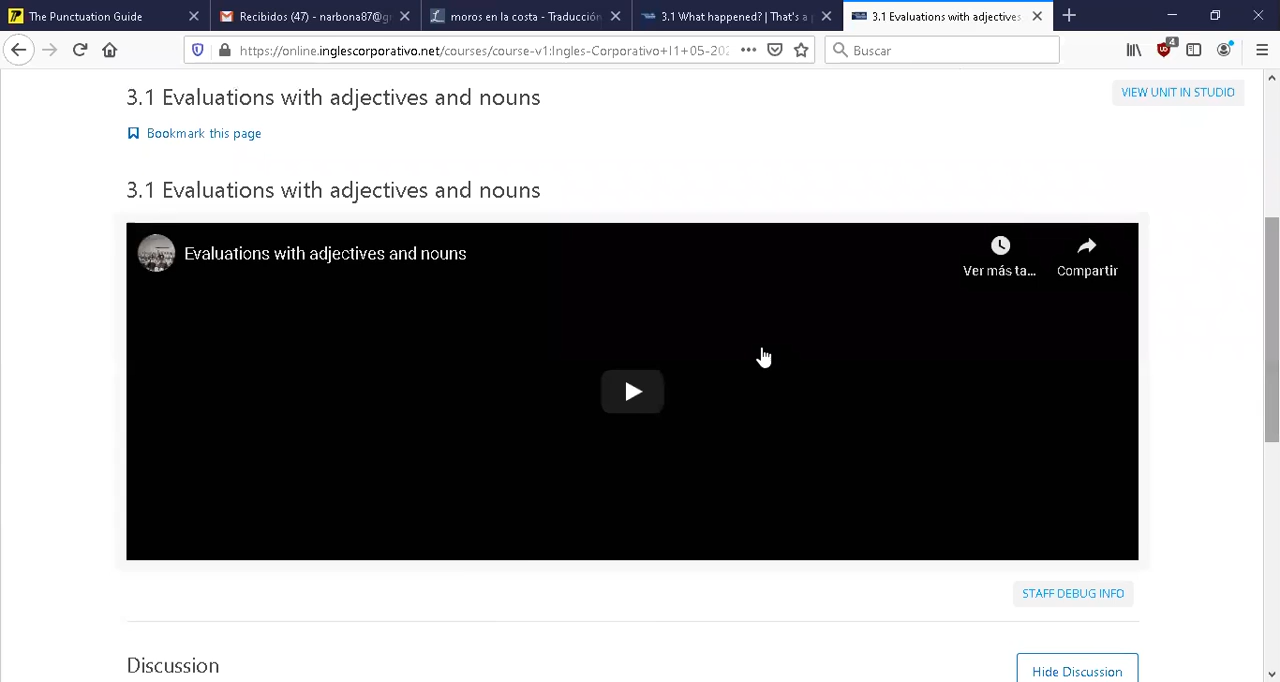 The Punctuation Guide
Recibidos (47) - narbona87@g
moros en la costa - Traducción
3.1 What happened? | That's a
3.1 Evaluations with adjectives
https://online.inglescorporativo.net/courses/course-v1:Ingles-Corporativo+I1+05-202
Buscar
4
3.1 Evaluations with adjectives and nouns
VIEW UNIT IN STUDIO
Bookmark this page
3.1 Evaluations with adjectives and nouns
Evaluations with adjectives and nouns
Ver más ta...
Compartir
STAFF DEBUG INFO
Discussion
Hide Discussion